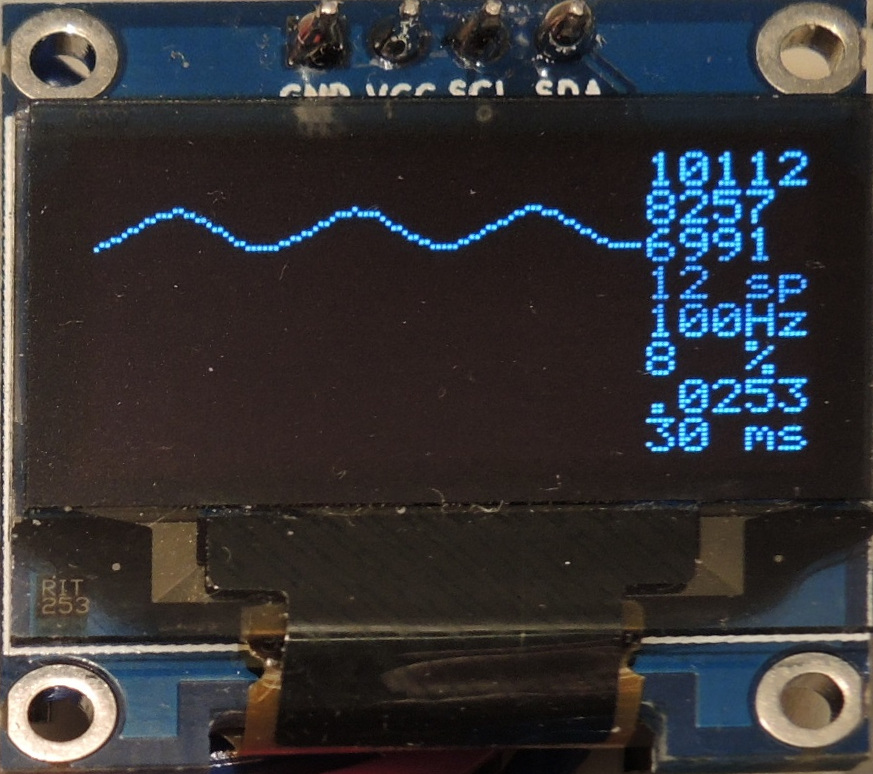 GND VCC SCL SDA
10112
8257
6991
12 sp
100Hz
8 %
.0253
30 ms
RIT
253